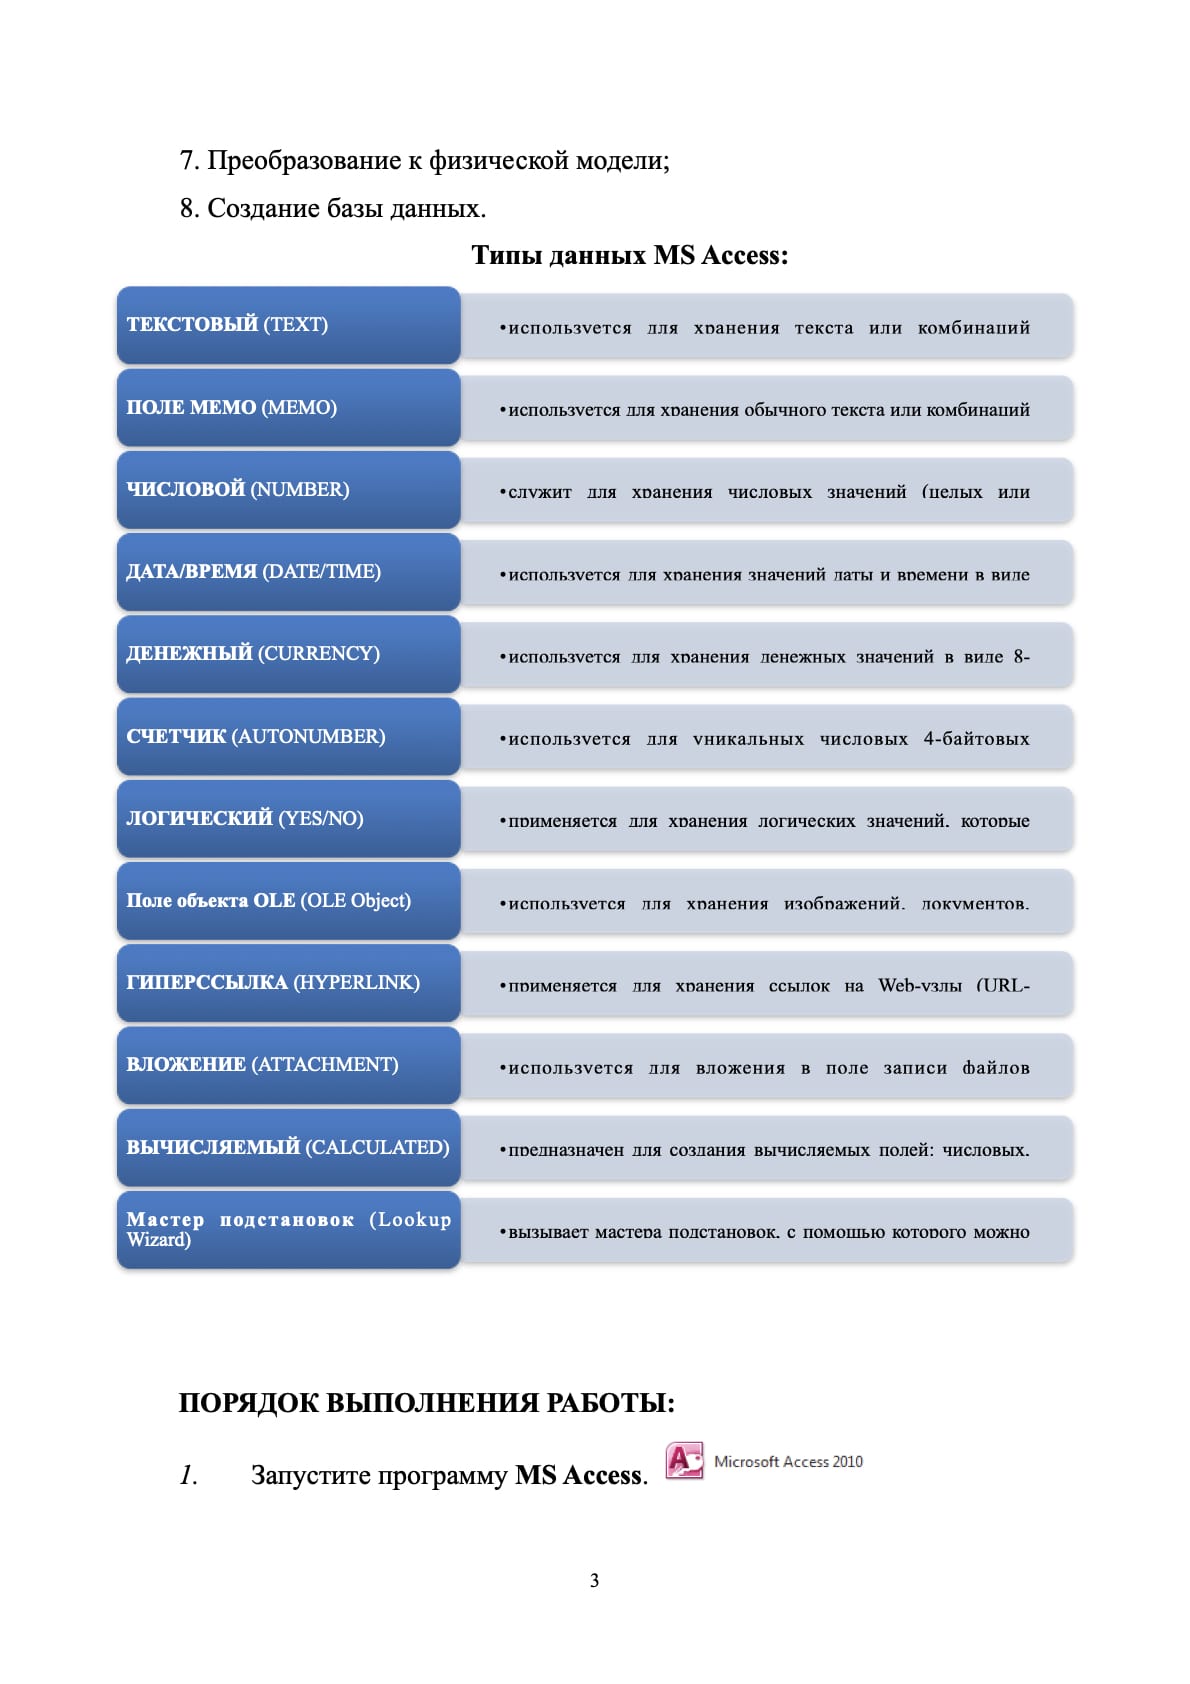 7. Преобразование к физической модели;
8. Создание базы данных.
Типы данных MS Access:
ТЕКСТОВЫЙ (TEXT)
•используется для хранения текста или комбинаций
ПОЛЕ МЕМО (MEMO)
•используется для хранения обычного текста или комбинаций
ЧИСЛОВОЙ (NUMBER)
•служит для хранения числовых значений (целых или
ДАТА/ВРЕМЯ (DATE/TIME)
•используется для хранения значений даты и времени в виде
ДЕНЕЖНЫЙ (CURRENCY)
•используется для хранения денежных значений в виде 8-
СЧЕТЧИК (AUTONUMBER)
•используется для уникальных числовых 4-байтовых
ЛОГИЧЕСКИЙ (YES/NO)
•применяется для хранения логических значений, которые
Поле объекта OLE (OLE Object)
•используется для хранения изображений, документов,
ГИПЕРССЫЛКА (HYPERLINK)
•применяется для хранения ссылок на Web-узлы (URL-
ВЛОЖЕНИЕ (ATTACHMENT)
•используется для вложения в поле записи файлов
ВЫЧИСЛЯЕМЫЙ (CALCULATED)
•предназначен для создания вычисляемых полей: числовых,
Мастер подстановок (Lookup
Wizard)
•вызывает мастера подстановок, с помощью которого можно
ПОРЯДОК ВЫПОЛНЕНИЯ РАБОТЫ:
1. Запустите программу MS Access. Microsoft Access 2010
3